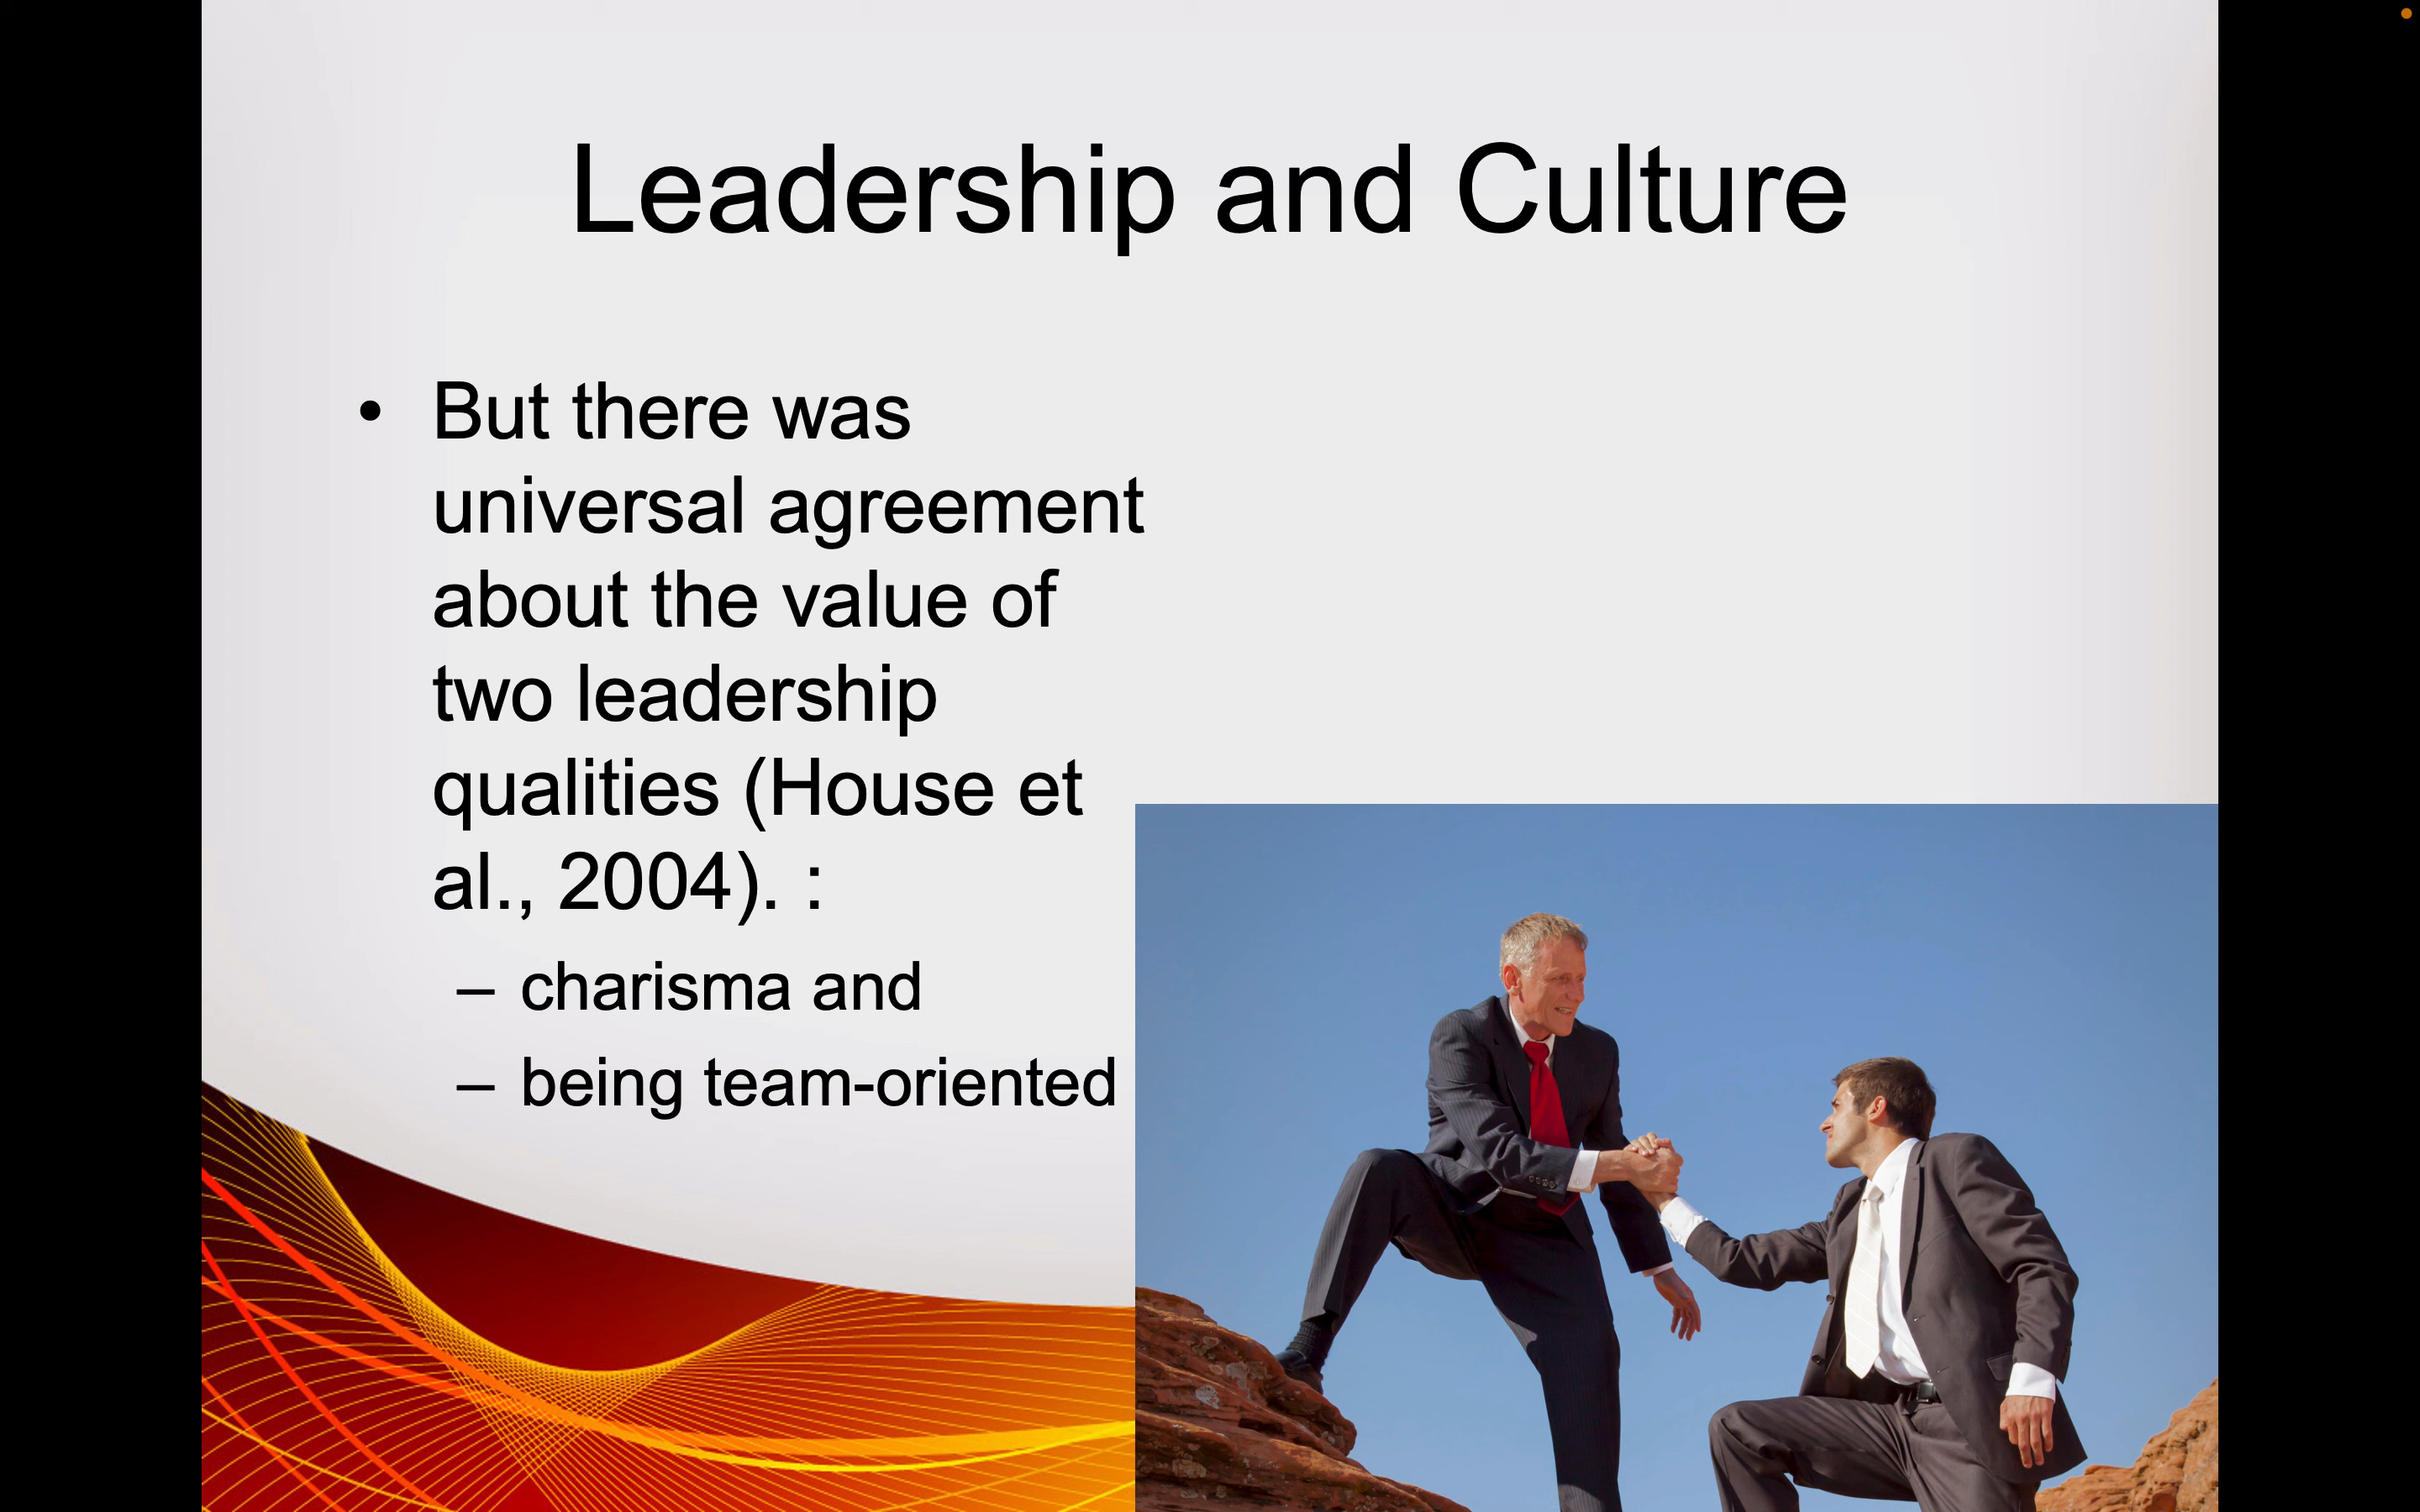 Leadership and Culture
• But there was
universal agreement
about the value of
two leadership
qualities (House et
al., 2004). :
– charisma and
– being team-oriented